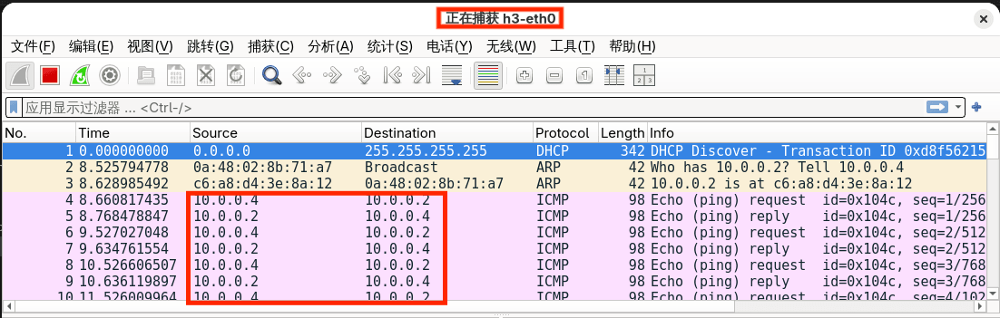 正在捕获 h3-eth0
文件(F) 编辑(E) 视图(V) 跳转(G) 捕获(C) 分析(A) 统计(S) 电话(Y) 无线(W) 工具(T) 帮助(H)
应用显示过滤器 … <Ctrl-/>
No. Time Source Destination Protocol Length Info
1 0.000000000 0.0.0.0 255.255.255.255 DHCP 342 DHCP Discover - Transaction ID 0xd8f56215
2 8.525794778 0a:48:02:8b:71:a7 Broadcast ARP 42 Who has 10.0.0.2? Tell 10.0.0.4
3 8.628985492 c6:a8:d4:3e:8a:12 0a:48:02:8b:71:a7 ARP 42 10.0.0.2 is at c6:a8:d4:3e:8a:12
4 8.660817435 10.0.0.4 10.0.0.2 ICMP 98 Echo (ping) request id=0x104c, seq=1/256
5 8.768478847 10.0.0.2 10.0.0.4 ICMP 98 Echo (ping) reply id=0x104c, seq=1/256
6 9.527027048 10.0.0.4 10.0.0.2 ICMP 98 Echo (ping) request id=0x104c, seq=2/512
7 9.634761554 10.0.0.2 10.0.0.4 ICMP 98 Echo (ping) reply id=0x104c, seq=2/512
8 10.526606507 10.0.0.4 10.0.0.2 ICMP 98 Echo (ping) request id=0x104c, seq=3/768
9 10.636119897 10.0.0.2 10.0.0.4 ICMP 98 Echo (ping) reply id=0x104c, seq=3/768
10 11.526009964 10.0.0.4 10.0.0.2 ICMP 98 Echo (ping) request id=0x104c, seq=4/102